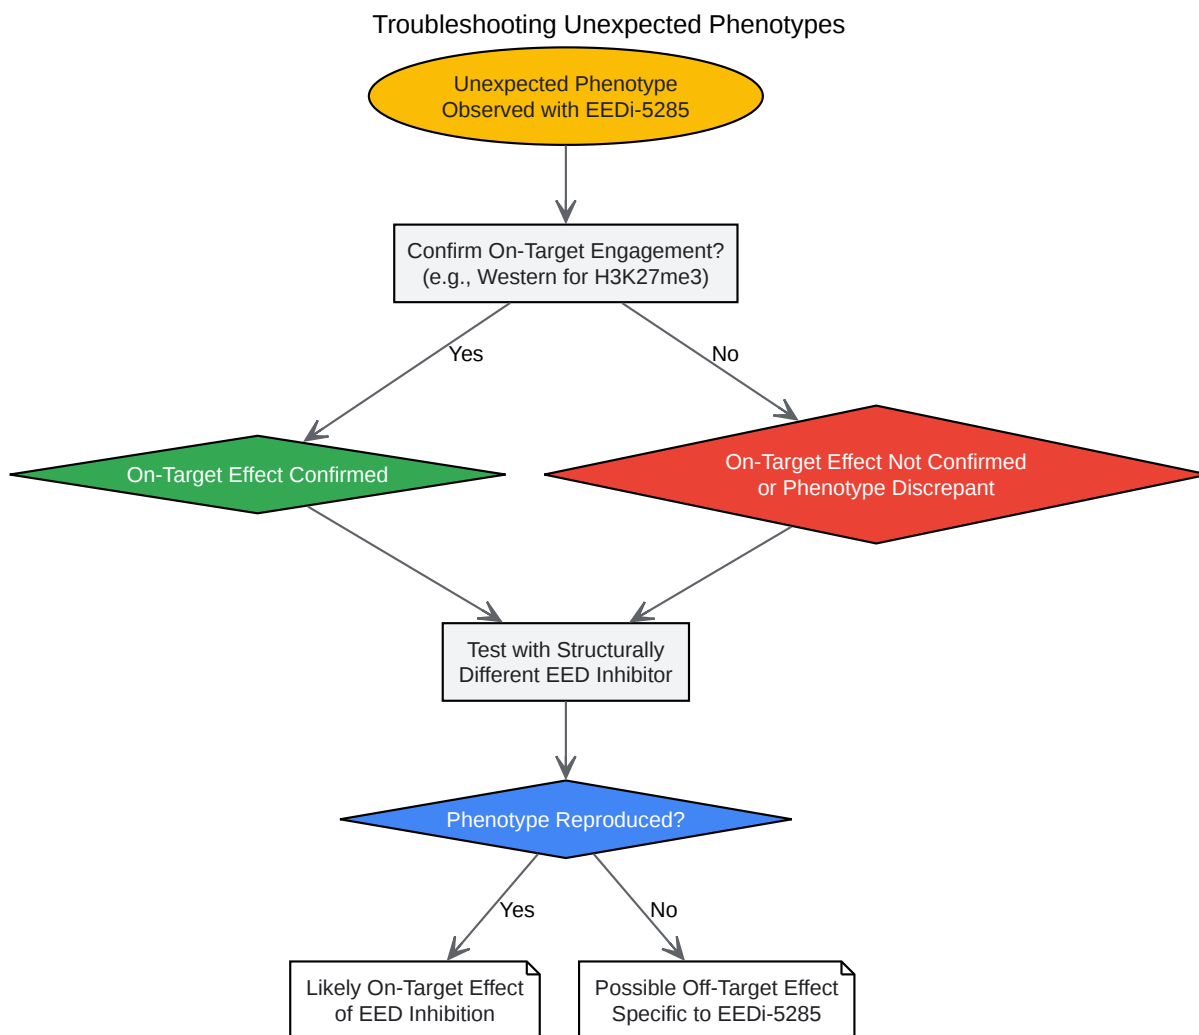 Troubleshooting Unexpected Phenotypes
Unexpected Phenotype
Observed with EEDi-5285
Confirm On-Target Engagement?
(e.g., Western for H3K27me3)
Yes
No
On-Target Effect Confirmed
On-Target Effect Not Confirmed
or Phenotype Discrepant
Test with Structurally
Different EED Inhibitor
Phenotype Reproduced?
Yes
No
Likely On-Target Effect
of EED Inhibition
Possible Off-Target Effect
Specific to EEDi-5285